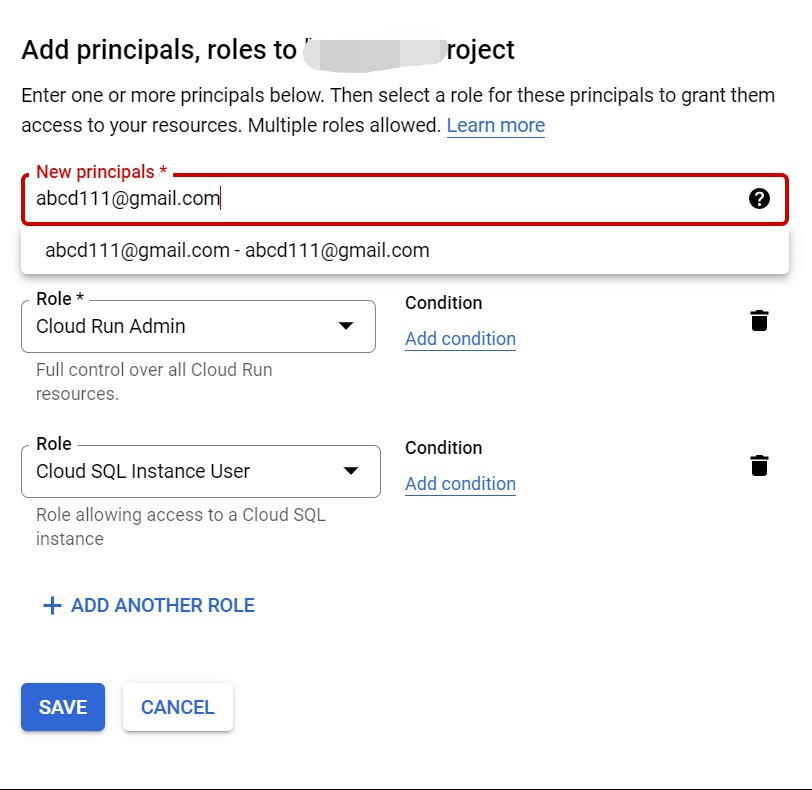 Add principals, roles to "roject
Enter one or more principals below. Then select a role for these principals to grant them
access to your resources. Multiple roles allowed. Learn more
New principals *
abcd111@gmail.com
?
abcd111@gmail.com - abcd111@gmail.com
Role *
Cloud Run Admin
Condition
Add condition
Full control over all Cloud Run
resources.
Role
Cloud SQL Instance User
Condition
Add condition
Role allowing access to a Cloud SQL
instance
+ ADD ANOTHER ROLE
SAVE
CANCEL